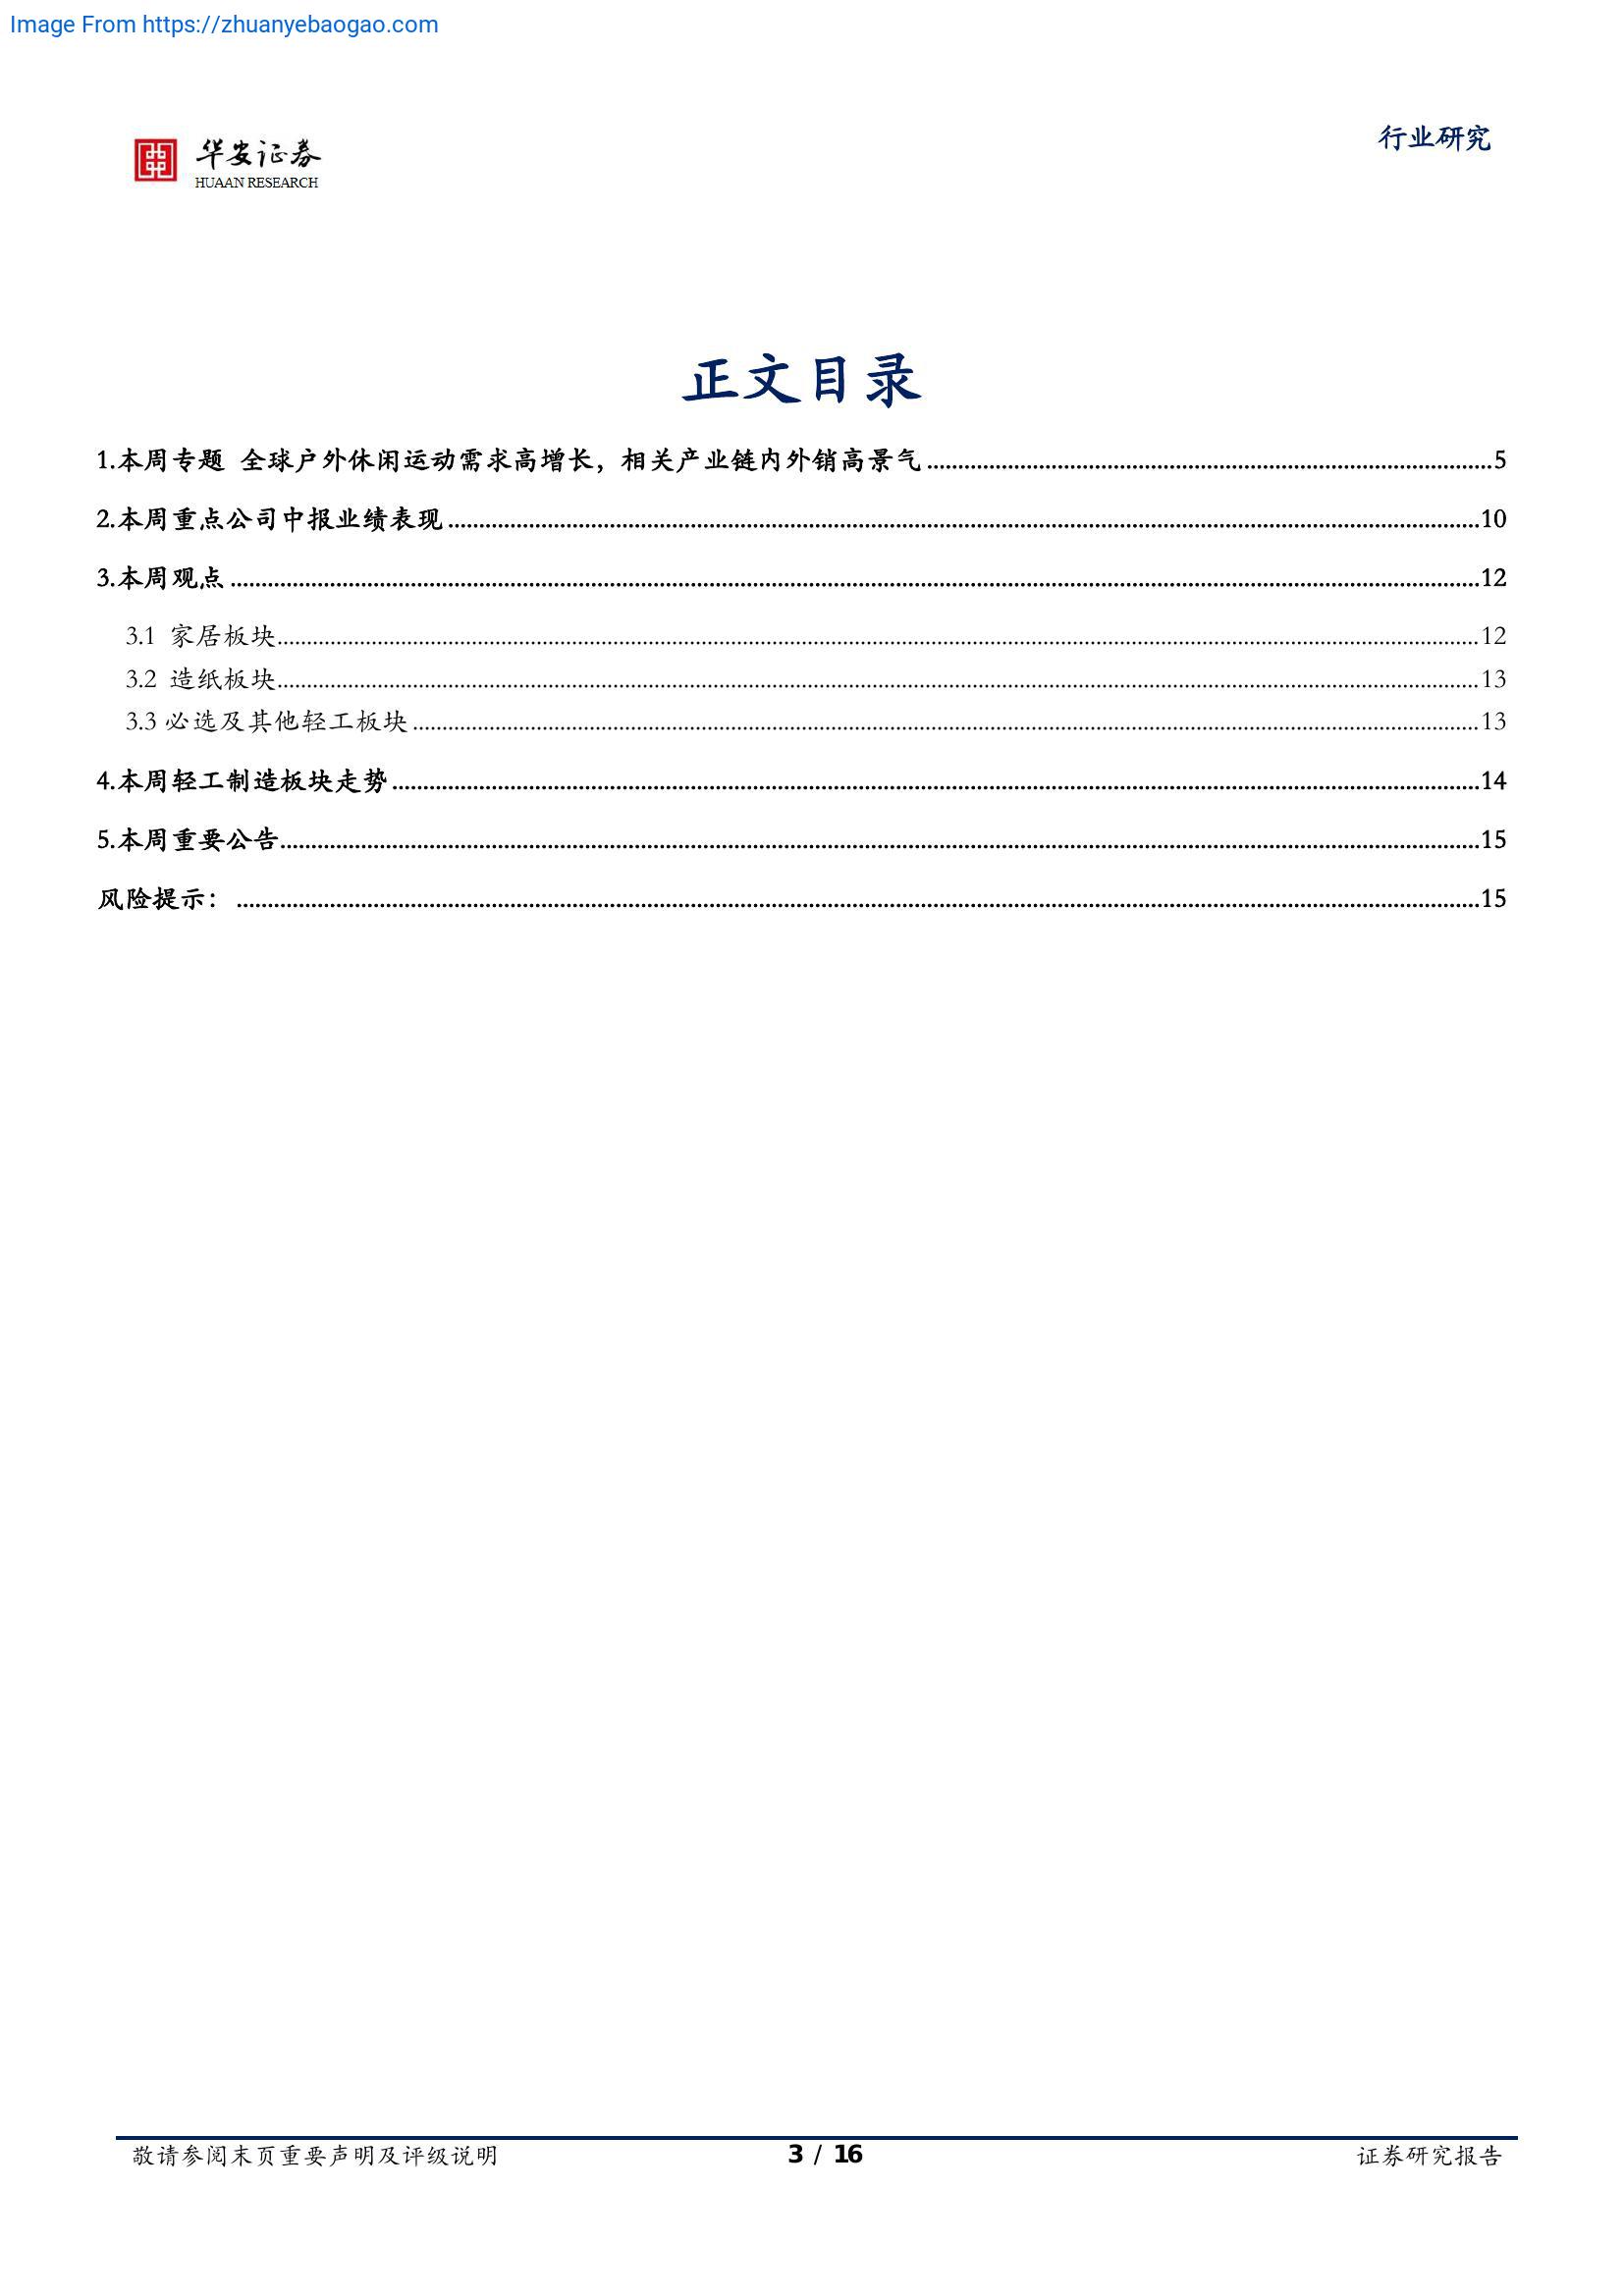 Image From https://zhuanyebaogao.com
华安证券
HUAAN RESEARCH
行业研究
正文目录
1.本周专题 全球户外休闲运动需求高增长，相关产业链内外销高景气........................5
2.本周重点公司中报业绩表现........................10
3.本周观点........................12
3.1 家居板块........................12
3.2 造纸板块........................13
3.3 必选及其他轻工板块........................13
4.本周轻工制造板块走势........................14
5.本周重要公告........................15
风险提示：........................15
敬请参阅末页重要声明及评级说明
3 / 16
证券研究报告